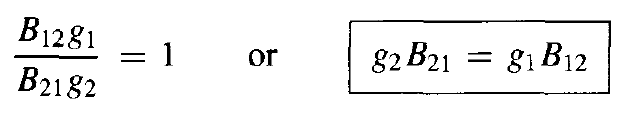 B₁₂g₁/B₂₁g₂ = 1 or g₂B₂₁ = g₁B₁₂